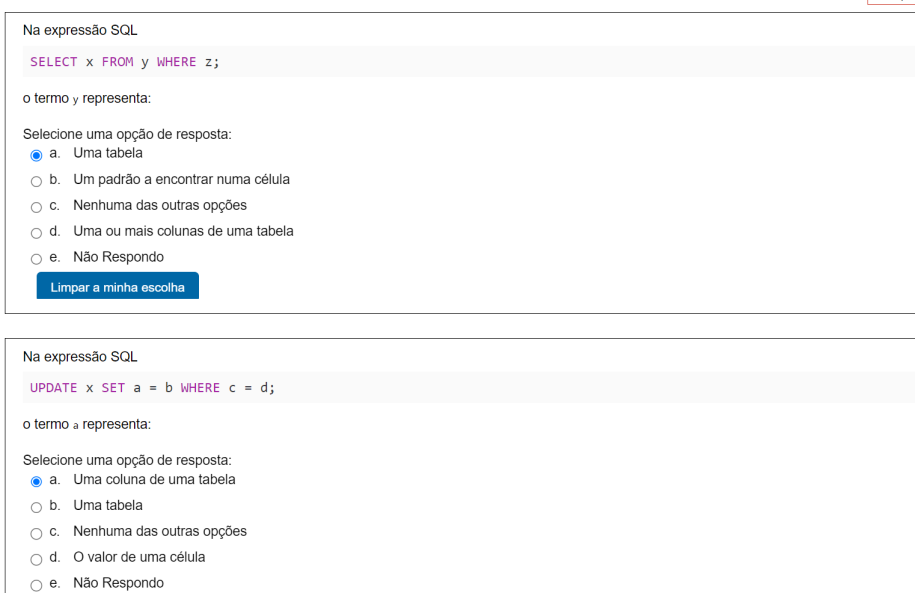 Na expressão SQL
SELECT x FROM y WHERE z;
o termo y representa:
Selecione uma opção de resposta:
a. Uma tabela
b. Um padrão a encontrar numa célula
c. Nenhuma das outras opções
d. Uma ou mais colunas de uma tabela
e. Não Respondo
Limpar a minha escolha
Na expressão SQL
UPDATE x SET a = b WHERE c = d;
o termo a representa:
Selecione uma opção de resposta:
a. Uma coluna de uma tabela
b. Uma tabela
c. Nenhuma das outras opções
d. O valor de uma célula
e. Não Respondo